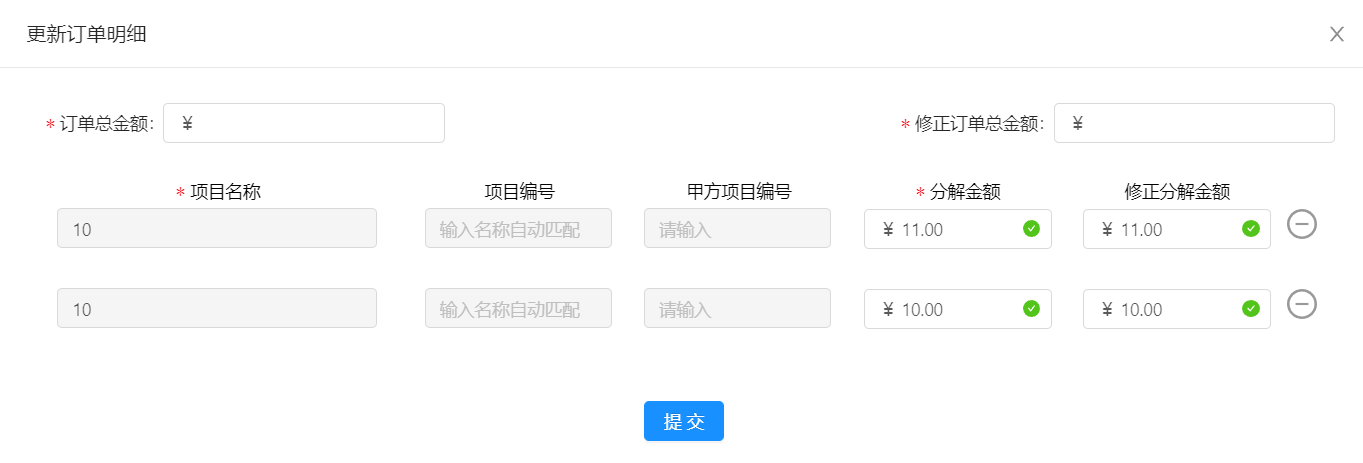 更新订单明细
* 订单总金额: ¥ * 修正订单总金额: ¥
* 项目名称 项目编号 甲方项目编号 * 分解金额 修正分解金额
10 输入名称自动匹配 请输入 ¥ 11.00 ¥ 11.00
10 输入名称自动匹配 请输入 ¥ 10.00 ¥ 10.00
提 交